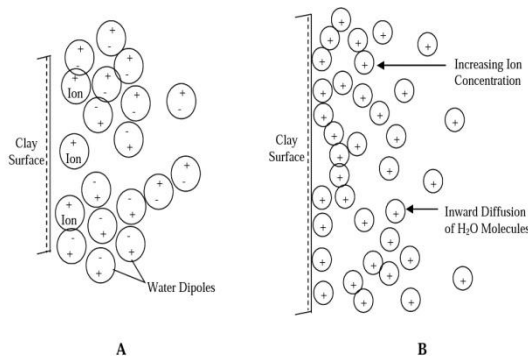 Ion
Clay
Surface
Ion
Ion
Water Dipoles
A
Increasing Ion
Concentration
Clay
Surface
Inward Diffusion
of H₂O Molecules
B